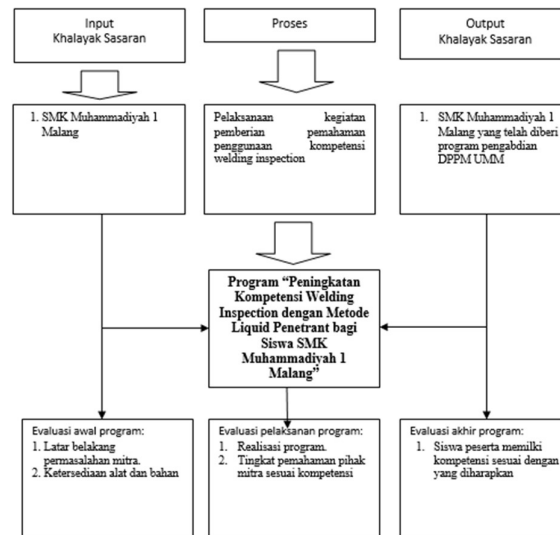 Input
Khalayak Sasaran
Proses
Output
Khalayak Sasaran
1. SMK Muhammadiyah 1
Malang
Pelaksanaan kegiatan
pemberian pemahaman
penggunaan kompetensi
welding inspection
1. SMK Muhammadiyah 1
Malang yang telah diberi
program pengabdian
DPPM UMM
Program “Peningkatan
Kompetensi Welding
Inspection dengan Metode
Liquid Penetrant bagi
Siswa SMK
Muhammadiyah 1
Malang”
Evaluasi awal program:
1. Latar belakang
permasalahan mitra.
2. Ketersediaan alat dan bahan
Evaluasi pelaksanan program:
1. Realisasi program.
2. Tingkat pemahaman pihak
mitra sesuai kompetensi
Evaluasi akhir program:
1. Siswa peserta memilki
kompetensi sesuai dengan
yang diharapkan